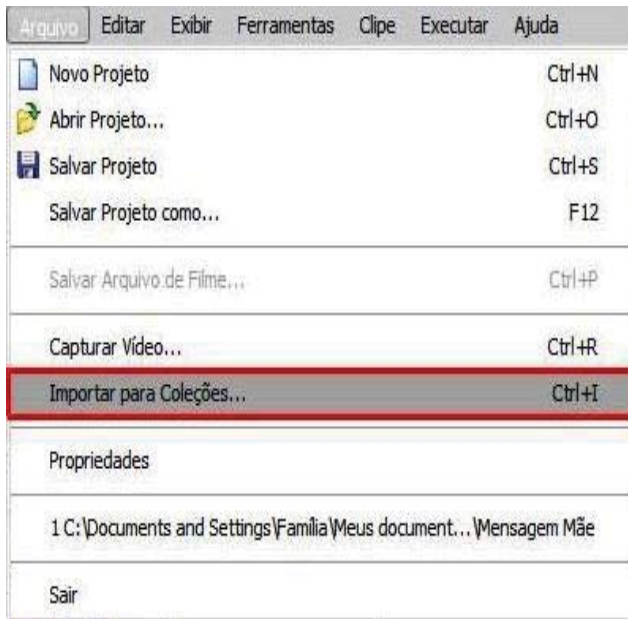 Arquivo Editar Exibir Ferramentas Clipe Executar Ajuda
Novo Projeto Ctrl+N
Abrir Projeto... Ctrl+O
Salvar Projeto Ctrl+S
Salvar Projeto como... F12
Salvar Arquivo de Filme... Ctrl+P
Capturar Vídeo... Ctrl+R
Importar para Coleções... Ctrl+I
Propriedades
1 C:\Documents and Settings\Família\Meus document...\Mensagem Mãe
Sair